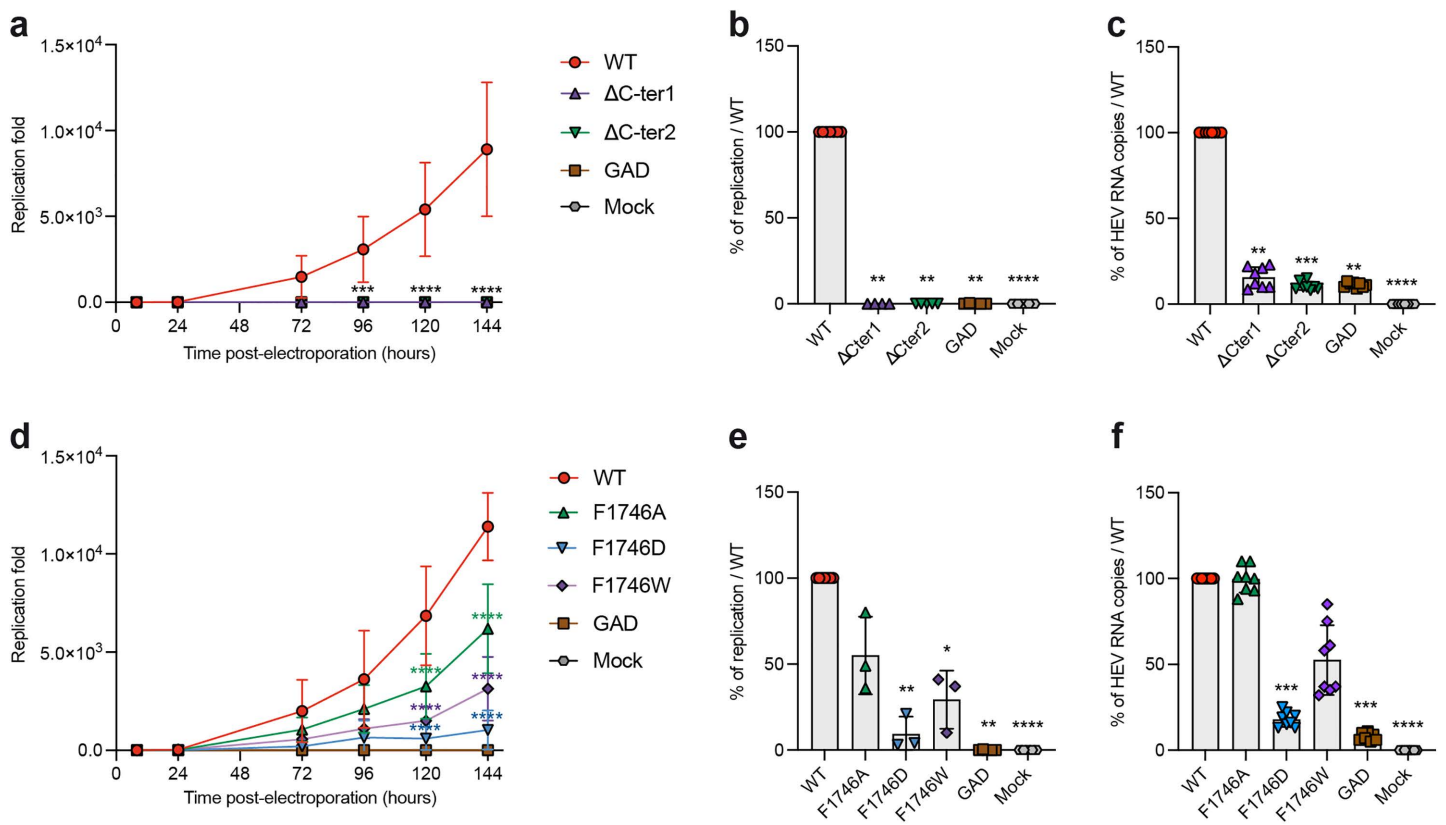 a
1.5×10⁴
1.0×10⁴
5.0×10³
0.0
Replication fold
0 24 48 72 96 120 144
Time post-electroporation (hours)
*** **** ****
WT
ΔC-ter1
ΔC-ter2
GAD
Mock
b
150
100
50
0
% of replication / WT
** ** ** ****
WT ΔCter1 ΔCter2 GAD Mock
c
150
100
50
0
% of HEV RNA copies / WT
** *** ** ****
WT ΔCter1 ΔCter2 GAD Mock
d
1.5×10⁴
1.0×10⁴
5.0×10³
0.0
Replication fold
0 24 48 72 96 120 144
Time post-electroporation (hours)
**** ****
**** ****
**** ****
WT
F1746A
F1746D
F1746W
GAD
Mock
e
150
100
50
0
% of replication / WT
** * ** ****
WT F1746A F1746D F1746W GAD Mock
f
150
100
50
0
% of HEV RNA copies / WT
*** *** ****
WT F1746A F1746D F1746W GAD Mock